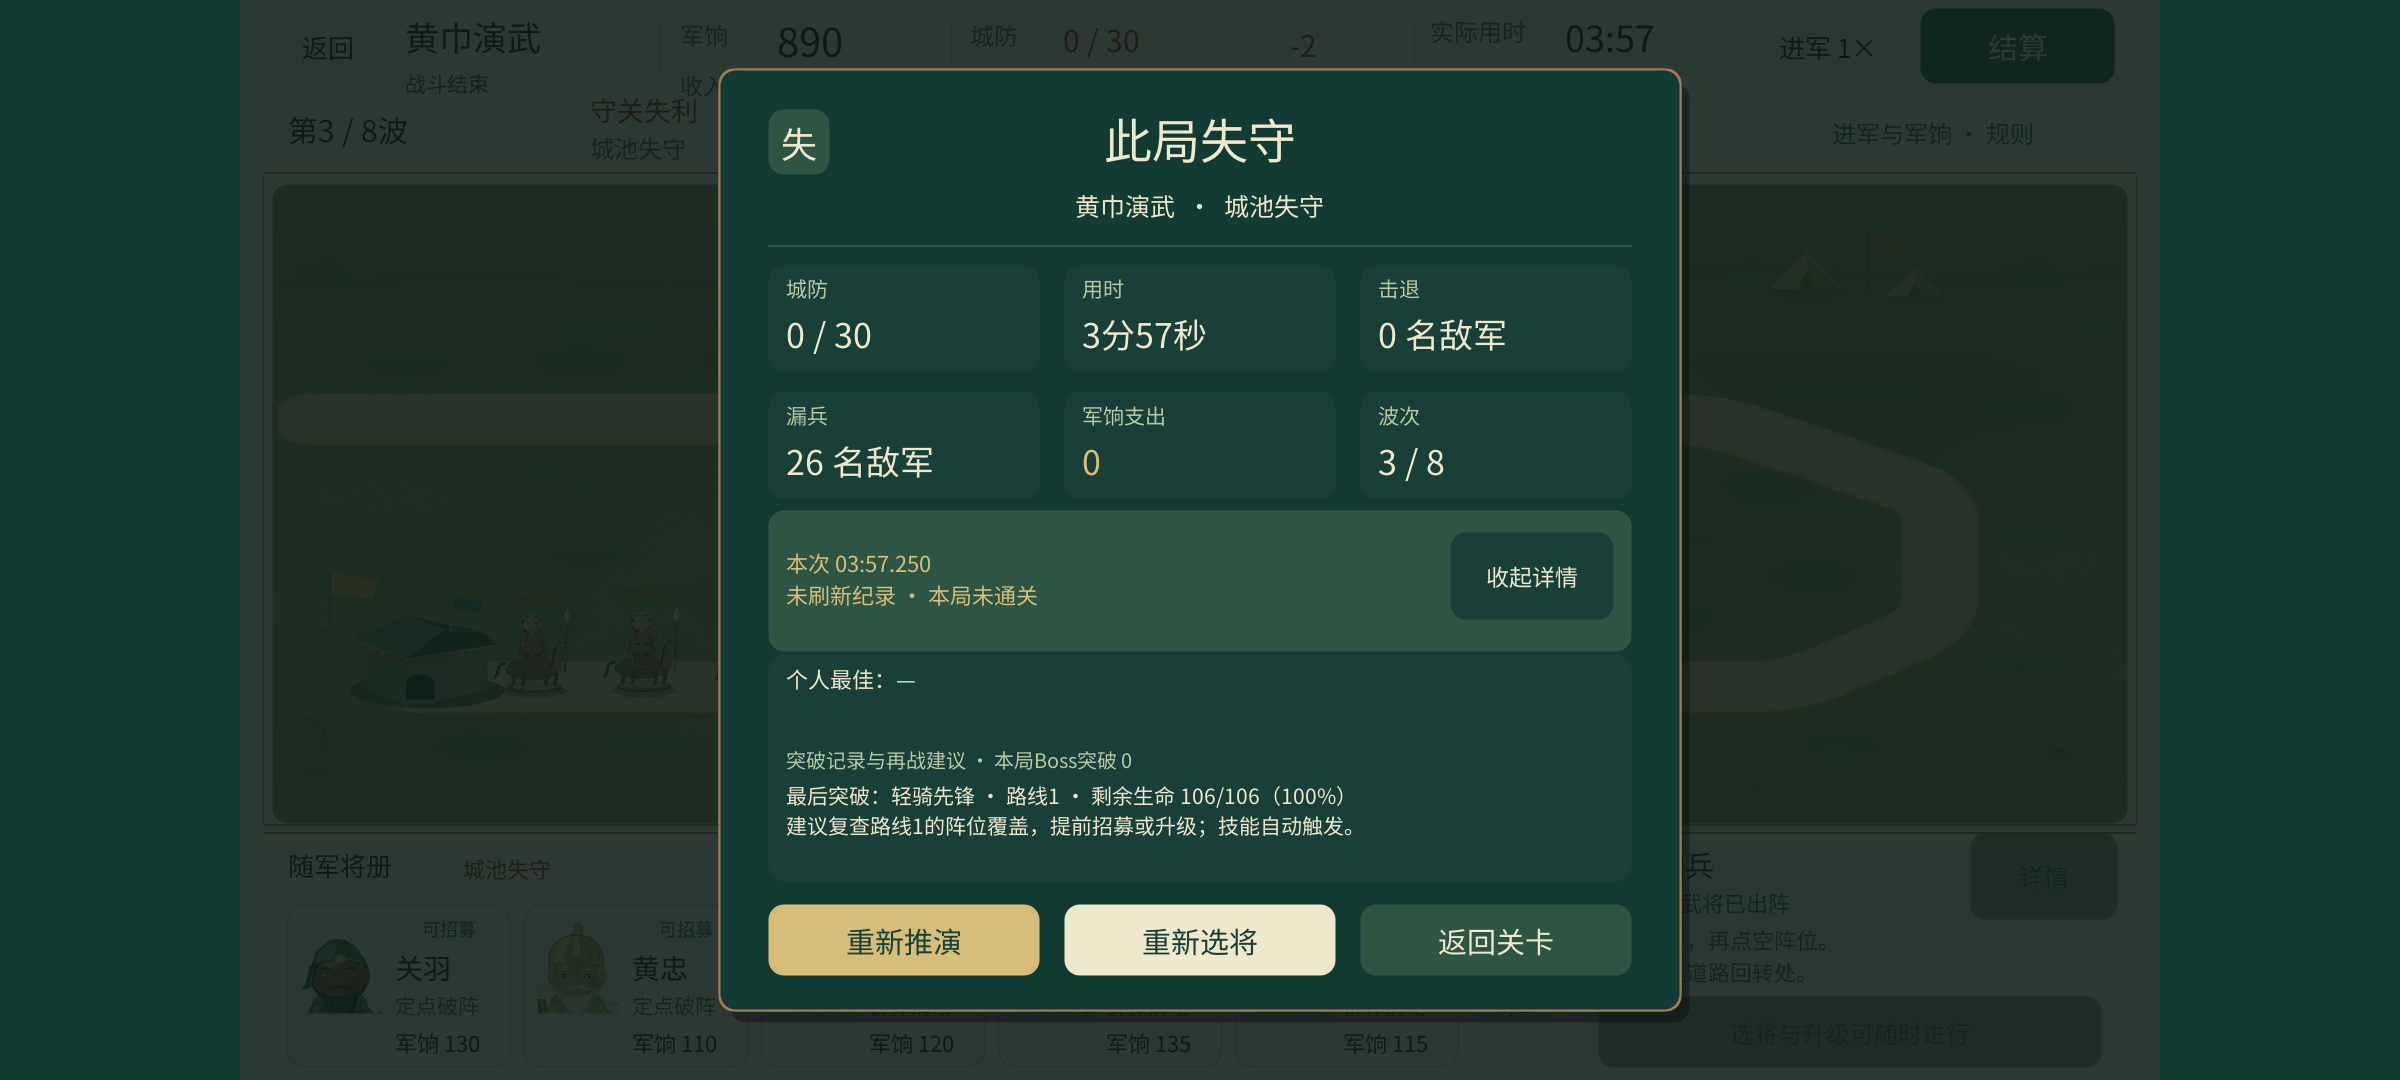 返回
黄巾演武
战斗结束
军饷
890
收入
城防
0 / 30
-2
实际用时
03:57
进军 1×
结算
第3 / 8波
守关失利
城池失守
进军与军饷 · 规则
失
此局失守
黄巾演武 · 城池失守
城防
0 / 30
用时
3分57秒
击退
0 名敌军
漏兵
26 名敌军
军饷支出
0
波次
3 / 8
本次 03:57.250
未刷新纪录 · 本局未通关
收起详情
个人最佳：—
突破记录与再战建议 · 本局Boss突破 0
最后突破：轻骑先锋 · 路线1 · 剩余生命 106/106（100%）
建议复查路线1的阵位覆盖，提前招募或升级；技能自动触发。
重新推演
重新选将
返回关卡
随军将册
城池失守
可招募
关羽
定点破阵
军饷 130
可招募
黄忠
定点破阵
军饷 110
军饷 120
军饷 135
军饷 115
兵
详情
武将已出阵
，再点空阵位。
道路回转处。
选将与升级可随时进行